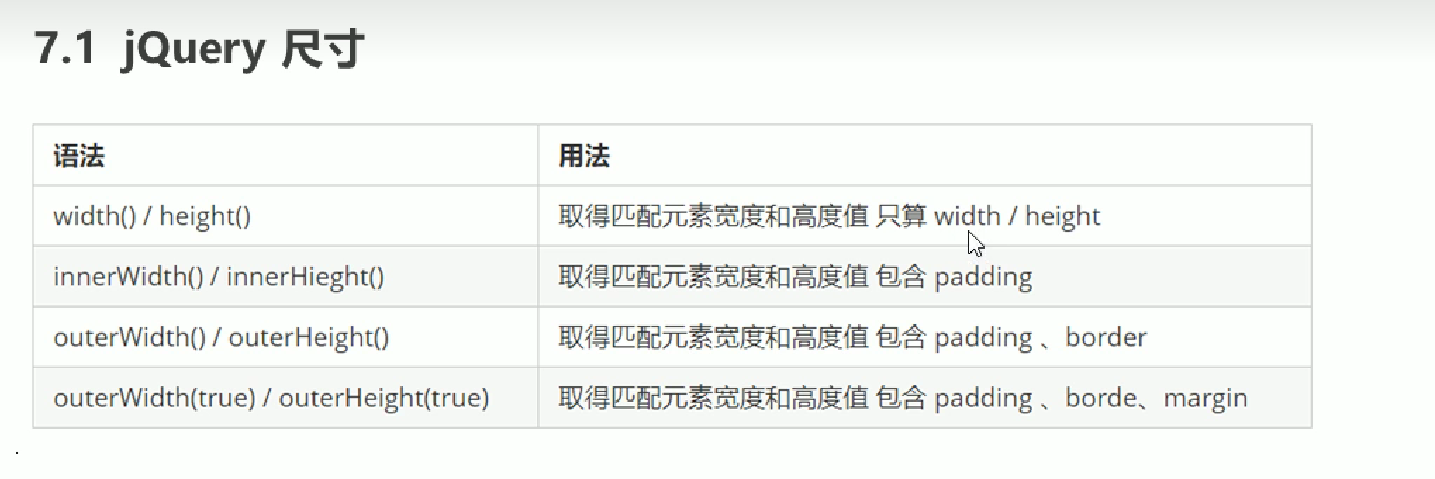 7.1 jQuery 尺寸
语法 用法
width() / height() 取得匹配元素宽度和高度值 只算 width / height
innerWidth() / innerHieght() 取得匹配元素宽度和高度值 包含 padding
outerWidth() / outerHeight() 取得匹配元素宽度和高度值 包含 padding 、border
outerWidth(true) / outerHeight(true) 取得匹配元素宽度和高度值 包含 padding 、borde、margin